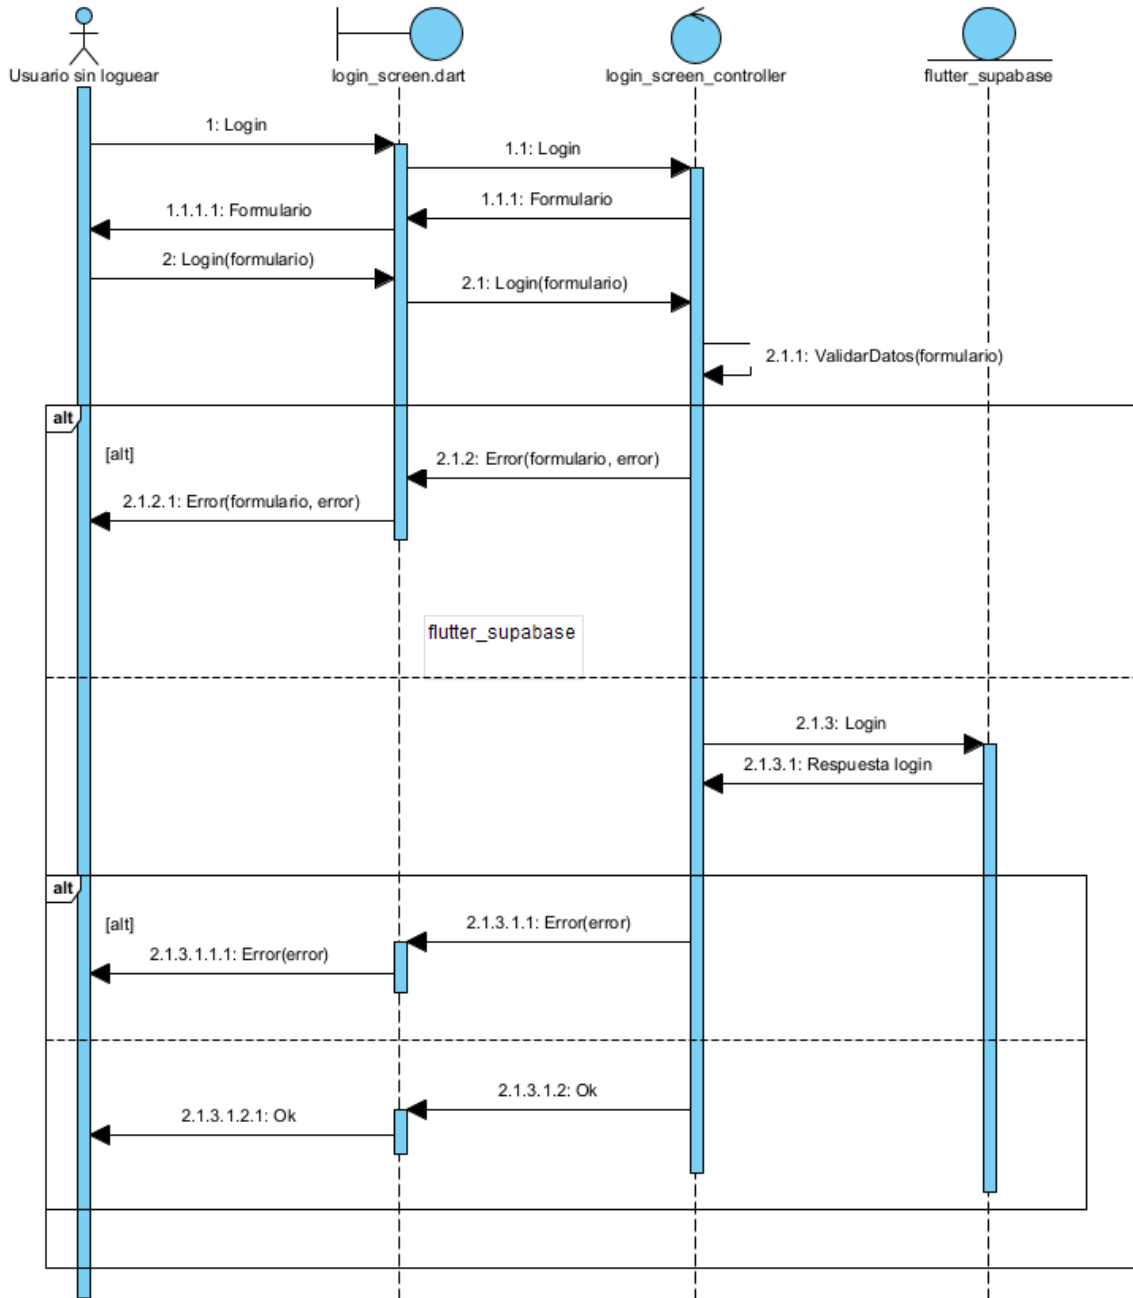 Usuario sin loguear
login_screen.dart
login_screen_controller
flutter_supabase
1: Login
1.1: Login
1.1.1: Formulario
1.1.1.1: Formulario
2: Login(formulario)
2.1: Login(formulario)
2.1.1: ValidarDatos(formulario)
alt
[alt]
2.1.2: Error(formulario, error)
2.1.2.1: Error(formulario, error)
flutter_supabase
2.1.3: Login
2.1.3.1: Respuesta login
alt
[alt]
2.1.3.1.1: Error(error)
2.1.3.1.1.1: Error(error)
2.1.3.1.2: Ok
2.1.3.1.2.1: Ok